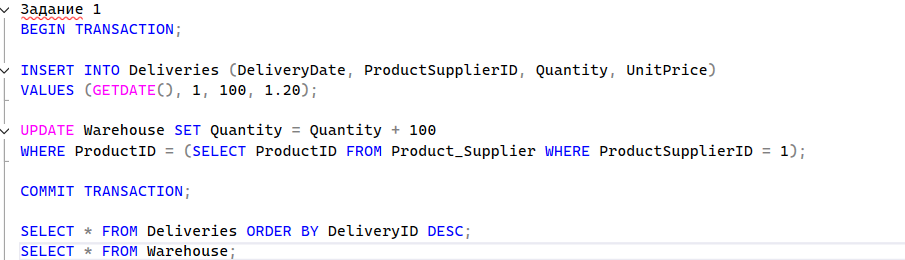 Задание 1
BEGIN TRANSACTION;
INSERT INTO Deliveries (DeliveryDate, ProductSupplierID, Quantity, UnitPrice)
VALUES (GETDATE(), 1, 100, 1.20);
UPDATE Warehouse SET Quantity = Quantity + 100
WHERE ProductID = (SELECT ProductID FROM Product_Supplier WHERE ProductSupplierID = 1);
COMMIT TRANSACTION;
SELECT * FROM Deliveries ORDER BY DeliveryID DESC;
SELECT * FROM Warehouse;